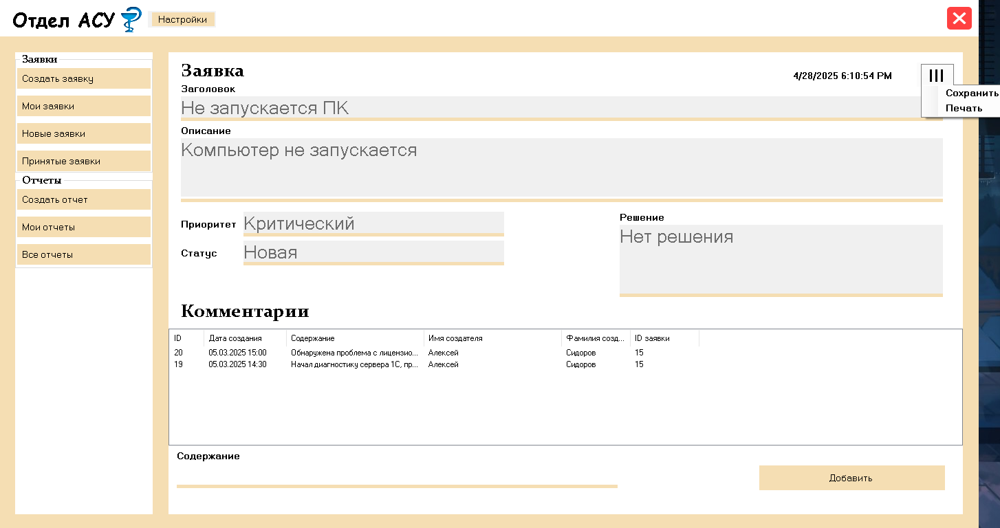 Отдел АСУ
Настройки
Заявки
Создать заявку
Мои заявки
Новые заявки
Принятые заявки
Отчеты
Создать отчет
Мои отчеты
Все отчеты
Заявка
4/28/2025 6:10:54 PM
Сохранить
Печать
Заголовок
Не запускается ПК
Описание
Компьютер не запускается
Приоритет Критический
Статус Новая
Решение
Нет решения
Комментарии
ID Дата создания Содержание Имя создателя Фамилия созд... ID заявки
20 05.03.2025 15:00 Обнаружена проблема с лицензио... Алексей Сидоров 15
19 05.03.2025 14:30 Начал диагностику сервера 1С, пр... Алексей Сидоров 15
Содержание
Добавить